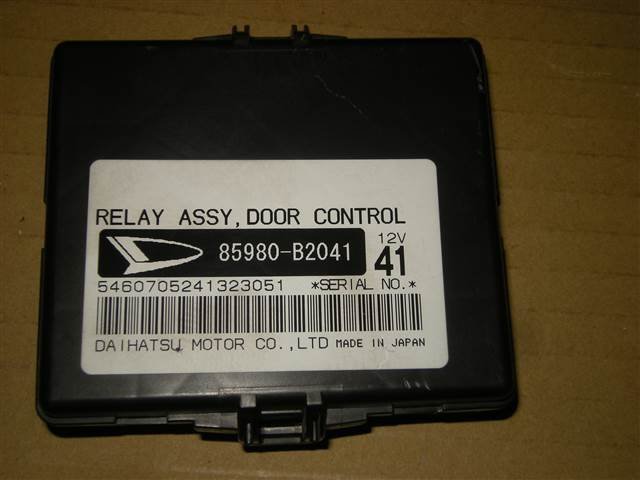 RELAY ASSY, DOOR CONTROL
85980-B2041
12V
41
5460705241323051 *SERIAL NO.*
DAIHATSU MOTOR CO.,LTD MADE IN JAPAN